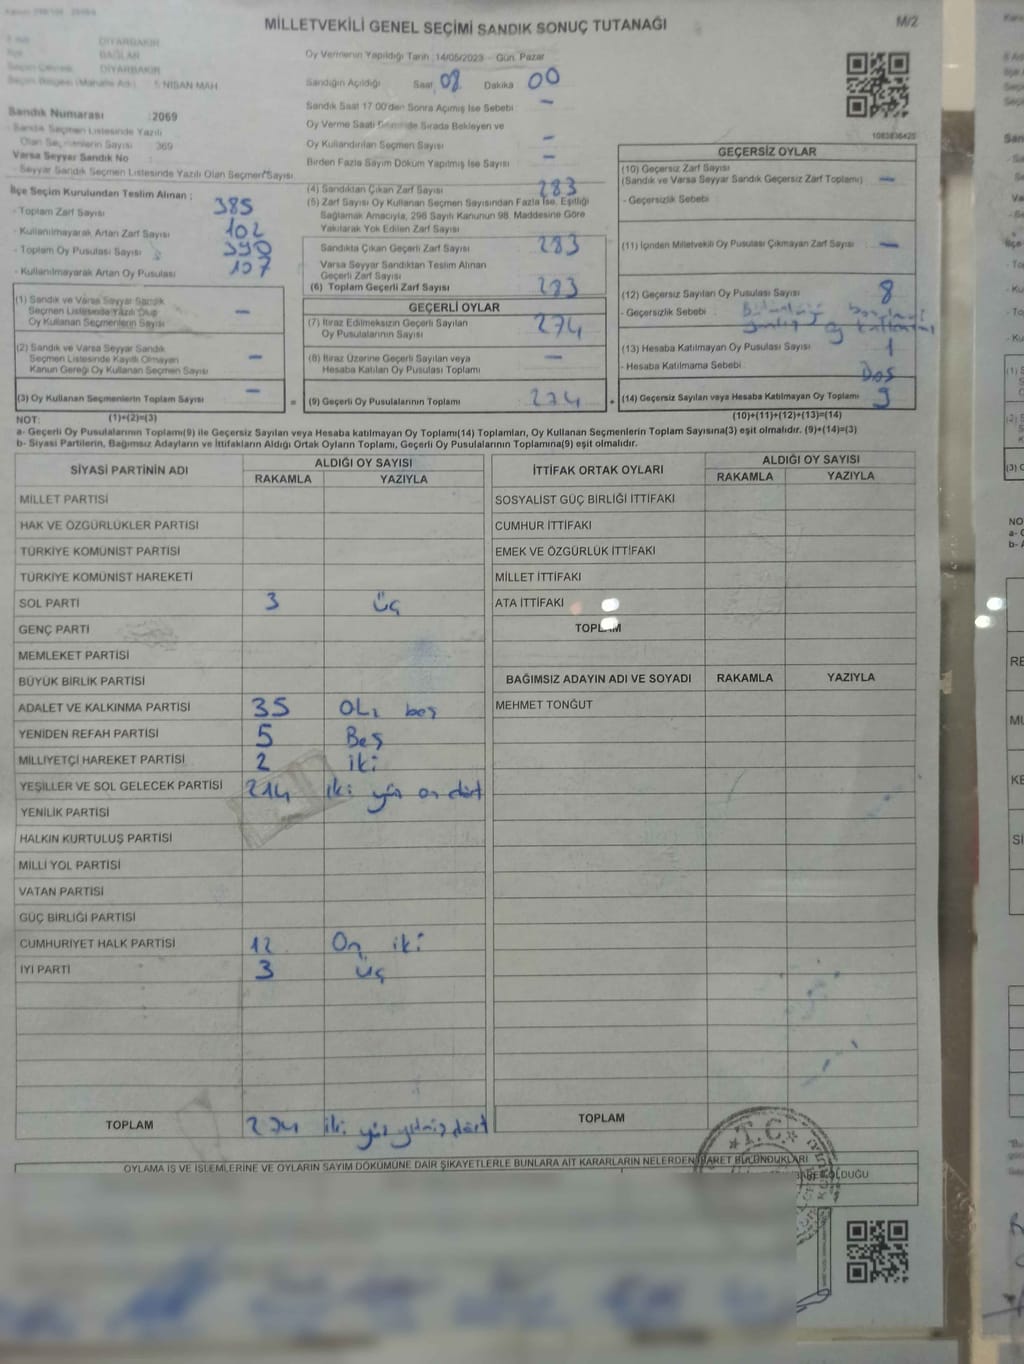 MİLLETVEKİLİ GENEL SEÇİMİ SANDIK SONUÇ TUTANAĞI
M/2
DİYARBAKIR
BAĞLAR
DİYARBAKIR
NİSAN MAH.
Oy Vermenin Yapıldığı Tarih :14/05/2023 - Gün: Pazar
Sandığın Açıldığı Saat 08 Dakika 00
Sandık Saat 17.00'den Sonra Açılmış İse Sebebi -
Oy Verme Saati Bitiminde Sırada Bekleyen ve
Oy Kullandırılan Seçmen Sayısı -
Birden Fazla Sayım Döküm Yapılmış İse Sayısı -
Sandık Numarası :2069
- Sandık Seçmen Listesinde Yazılı
Olan Seçmenlerin Sayısı : 369
Varsa Seyyar Sandık No
- Seyyar Sandık Seçmen Listesinde Yazılı Olan Seçmen Sayısı
İlçe Seçim Kurulundan Teslim Alınan :
- Toplam Zarf Sayısı : 385
- Kullanılmayarak Artan Zarf Sayısı : 102
- Toplam Oy Pusulası Sayısı 390
- Kullanılmayarak Artan Oy Pusulası : 107
(4) Sandıktan Çıkan Zarf Sayısı 283
(5) Zarf Sayısı Oy Kullanan Seçmen Sayısından Fazla İse, Eşitliği
Sağlamak Amacıyla, 298 Sayılı Kanunun 98. Maddesine Göre
Yakılarak Yok Edilen Zarf Sayısı
Sandıkta Çıkan Geçerli Zarf Sayısı 283
Varsa Seyyar Sandıktan Teslim Alınan
Geçerli Zarf Sayısı
(6) Toplam Geçerli Zarf Sayısı 283
1083836425
GEÇERSİZ OYLAR
(10) Geçersiz Zarf Sayısı
(Sandık ve Varsa Seyyar Sandık Geçersiz Zarf Toplamı) -
- Geçersizlik Sebebi :
(11) İçinden Milletvekili Oy Pusulası Çıkmayan Zarf Sayısı -
(12) Geçersiz Sayılan Oy Pusulası Sayısı 8
- Geçersizlik Sebebi :
(13) Hesaba Katılmayan Oy Pusulası Sayısı 1
- Hesaba Katılmama Sebebi : Boş
(14) Geçersiz Sayılan veya Hesaba Katılmayan Oy Toplamı 9
(1) Sandık ve Varsa Seyyar Sandık
Seçmen Listesinde Yazılı Olup
Oy Kullanan Seçmenlerin Sayısı -
(2) Sandık ve Varsa Seyyar Sandık
Seçmen Listesinde Kayıtlı Olmayan
Kanun Gereği Oy Kullanan Seçmen Sayısı -
(3) Oy Kullanan Seçmenlerin Toplam Sayısı -
=
GEÇERLİ OYLAR
(7) İtiraz Edilmeksizin Geçerli Sayılan
Oy Pusulalarının Sayısı 274
(8) İtiraz Üzerine Geçerli Sayılan veya
Hesaba Katılan Oy Pusulası Toplamı -
(9) Geçerli Oy Pusulalarının Toplamı 274
+
NOT: (1)+(2)=(3)
(10)+(11)+(12)+(13)=(14)
a- Geçerli Oy Pusulalarının Toplamı(9) ile Geçersiz Sayılan veya Hesaba katılmayan Oy Toplamı(14) Toplamları, Oy Kullanan Seçmenlerin Toplam Sayısına(3) eşit olmalıdır. (9)+(14)=(3)
b- Siyasi Partilerin, Bağımsız Adayların ve İttifakların Aldığı Ortak Oyların Toplamı, Geçerli Oy Pusulalarının Toplamına(9) eşit olmalıdır.
SİYASİ PARTİNİN ADI
ALDIĞI OY SAYISI
RAKAMLA YAZIYLA
MİLLET PARTİSİ
HAK VE ÖZGÜRLÜKLER PARTİSİ
TÜRKİYE KOMÜNİST PARTİSİ
TÜRKİYE KOMÜNİST HAREKETİ
SOL PARTİ 3 üç
GENÇ PARTİ
MEMLEKET PARTİSİ
BÜYÜK BİRLİK PARTİSİ
ADALET VE KALKINMA PARTİSİ 35 beş
YENİDEN REFAH PARTİSİ 5 Beş
MİLLİYETÇİ HAREKET PARTİSİ 2 iki
YEŞİLLER VE SOL GELECEK PARTİSİ 214 iki yüz on dört
YENİLİK PARTİSİ
HALKIN KURTULUŞ PARTİSİ
MİLLİ YOL PARTİSİ
VATAN PARTİSİ
GÜÇ BİRLİĞİ PARTİSİ
CUMHURİYET HALK PARTİSİ 12 On iki
İYİ PARTİ 3 üç
TOPLAM 274 iki yüz yetmiş dört
İTTİFAK ORTAK OYLARI
ALDIĞI OY SAYISI
RAKAMLA YAZIYLA
SOSYALİST GÜÇ BİRLİĞİ İTTİFAKI
CUMHUR İTTİFAKI
EMEK VE ÖZGÜRLÜK İTTİFAKI
MİLLET İTTİFAKI
ATA İTTİFAKI
TOPLAM
BAĞIMSIZ ADAYIN ADI VE SOYADI RAKAMLA YAZIYLA
MEHMET TONĞUT
TOPLAM
T.C.
OYLAMA İŞ VE İŞLEMLERİNE VE OYLARIN SAYIM DÖKÜMÜNE DAİR ŞİKAYETLERLE BUNLARA AİT KARARLARIN NELERDEN İBARET BULUNDUKLARI
OLDUĞU